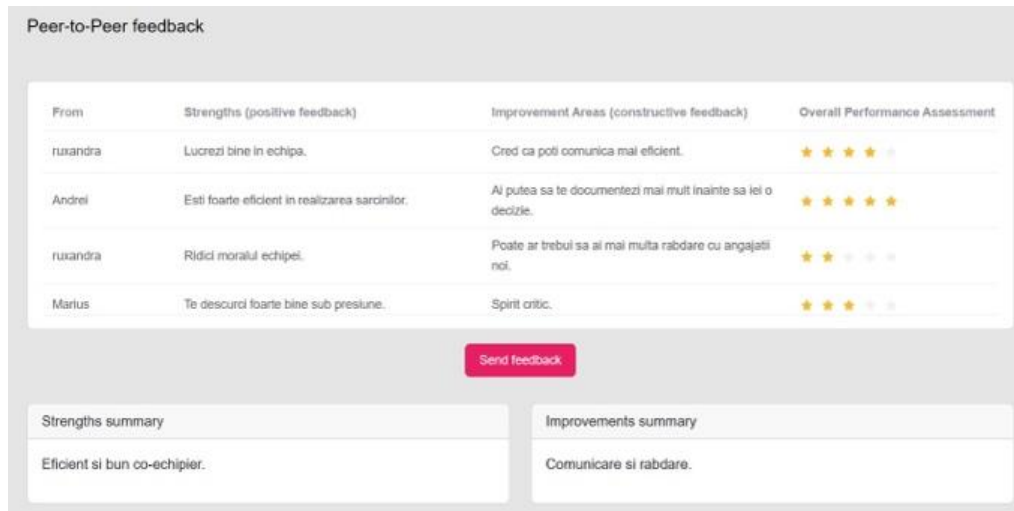 Peer-to-Peer feedback
From Strengths (positive feedback) Improvement Areas (constructive feedback) Overall Performance Assessment
ruxandra Lucrezi bine in echipa. Cred ca poti comunica mai eficient.
Andrei Esti foarte eficient in realizarea sarcinilor. Ai putea sa te documentezi mai mult inainte sa iei o
decizie.
ruxandra Ridici moralul echipei. Poate ar trebui sa ai mai multa rabdare cu angajatii
noi.
Marius Te descurci foarte bine sub presiune. Spirit critic.
Send feedback
Strengths summary Improvements summary
Eficient si bun co-echipier. Comunicare si rabdare.